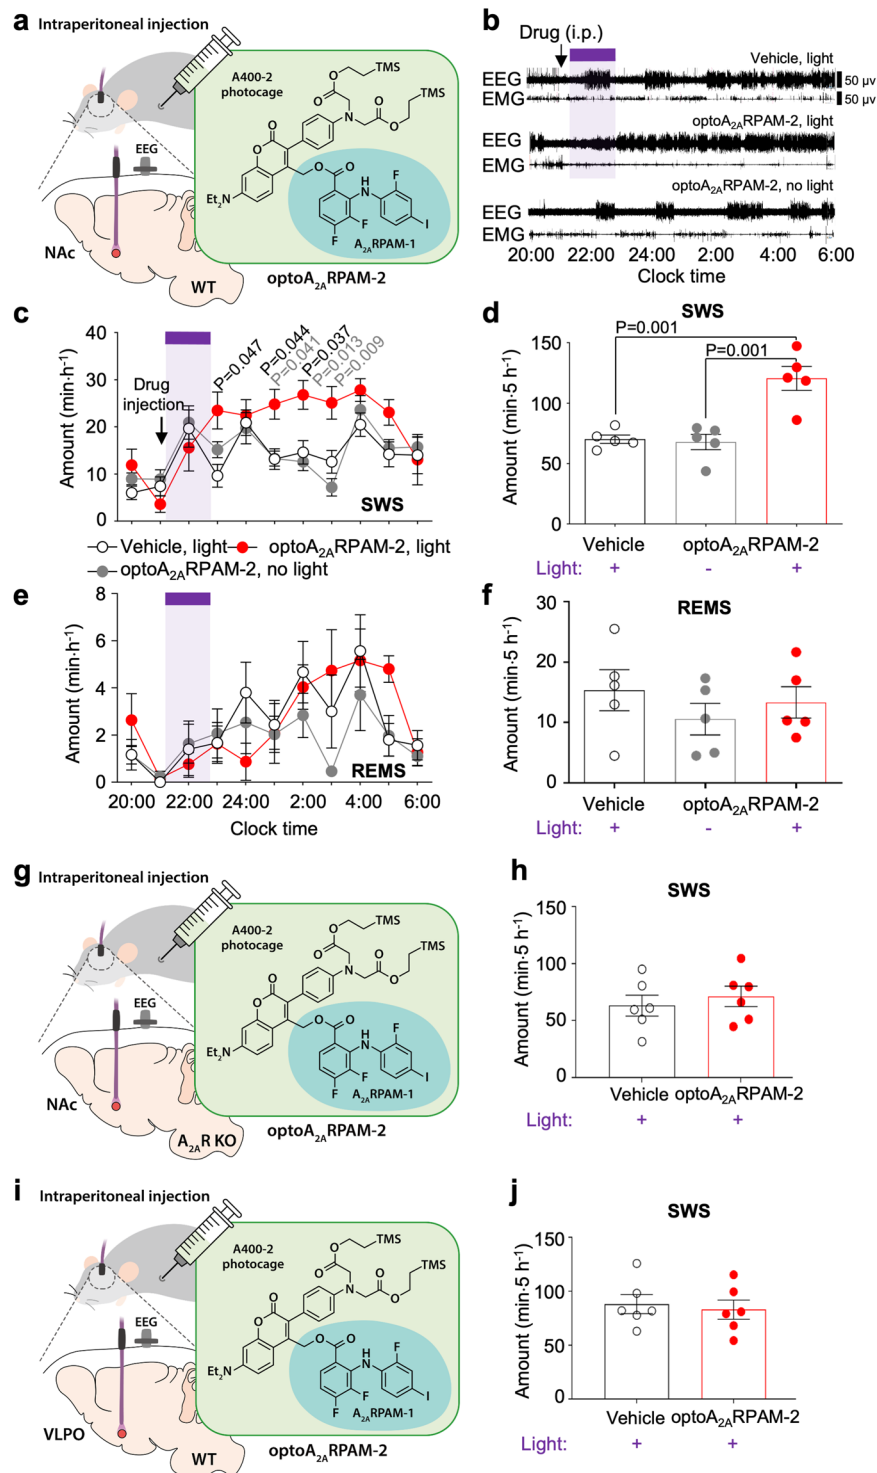 a
Intraperitoneal injection
A400-2
photocage
TMS
TMS
O
O
O
N
O
O
O
O
O
Et₂N
H
N
F
F
F
I
A₂ARPAM-1
EEG
NAc
WT
optoA₂ARPAM-2
b
Drug (i.p.)
Vehicle, light
EEG
50 μv
EMG
50 μv
optoA₂ARPAM-2, light
EEG
EMG
optoA₂ARPAM-2, no light
EEG
EMG
20:00 22:00 24:00 2:00 4:00 6:00
Clock time
c
Amount (min·h⁻¹)
40
30
20
10
0
Drug
injection
P=0.047
P=0.044
P=0.041
P=0.037
P=0.013
P=0.009
SWS
Vehicle, light
optoA₂ARPAM-2, light
optoA₂ARPAM-2, no light
d
SWS
Amount (min·5 h⁻¹)
150
100
50
0
P=0.001
P=0.001
Vehicle optoA₂ARPAM-2
Light: + - +
e
Amount (min·h⁻¹)
8
6
4
2
0
REMS
20:00 22:00 24:00 2:00 4:00 6:00
Clock time
f
REMS
Amount (min·5 h⁻¹)
30
15
10
0
Vehicle optoA₂ARPAM-2
Light: + - +
g
Intraperitoneal injection
A400-2
photocage
TMS
TMS
O
O
O
N
O
O
O
O
O
Et₂N
H
N
F
F
F
I
A₂ARPAM-1
EEG
NAc
A₂AR KO
optoA₂ARPAM-2
h
SWS
Amount (min·5 h⁻¹)
150
100
50
0
Vehicle optoA₂ARPAM-2
Light: + +
i
Intraperitoneal injection
A400-2
photocage
TMS
TMS
O
O
O
N
O
O
O
O
O
Et₂N
H
N
F
F
F
I
A₂ARPAM-1
EEG
VLPO
WT
optoA₂ARPAM-2
j
SWS
Amount (min·5 h⁻¹)
150
100
50
0
Vehicle optoA₂ARPAM-2
Light: + +